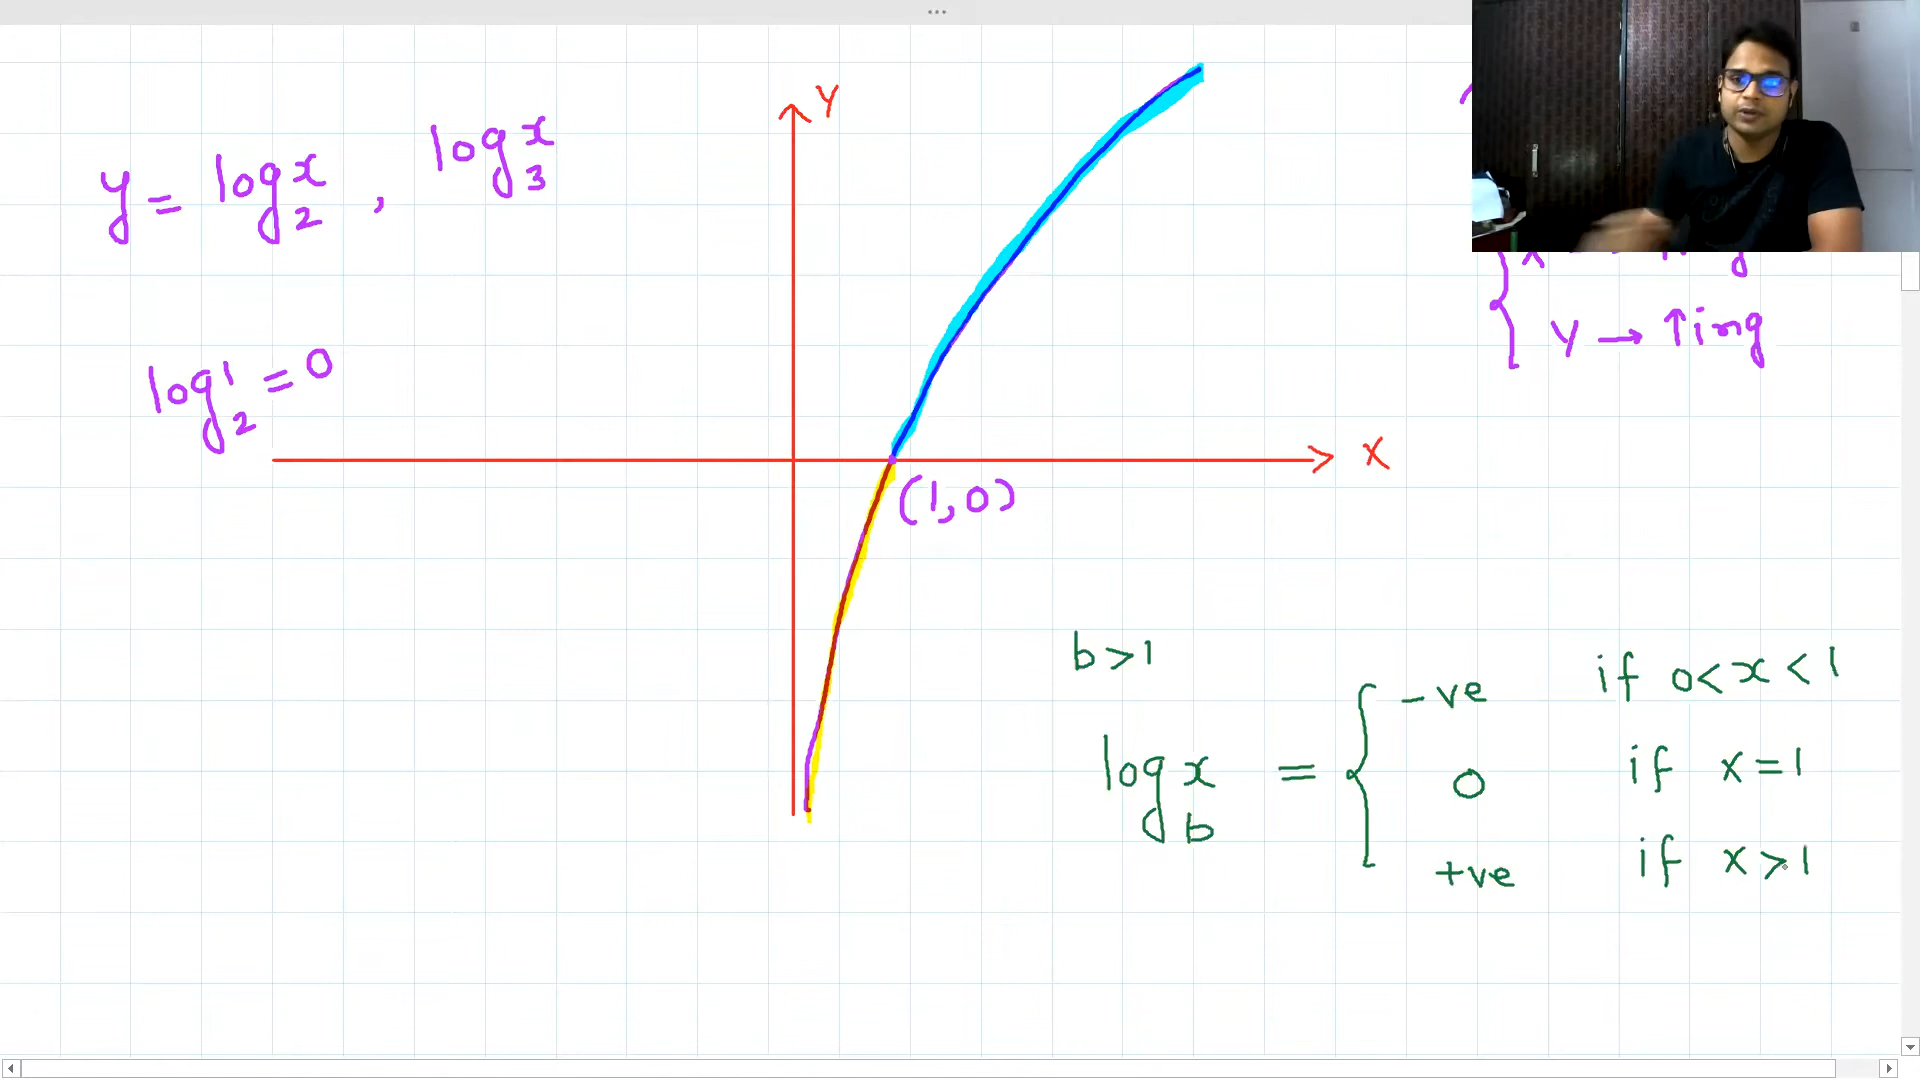 y = log₂ x , log₃ x
log₂ 1 = 0
Y
X
(1,0)
Y → ↑ing
b > 1
log_b x = { -ve if 0 < x < 1
0 if x = 1
+ve if x > 1